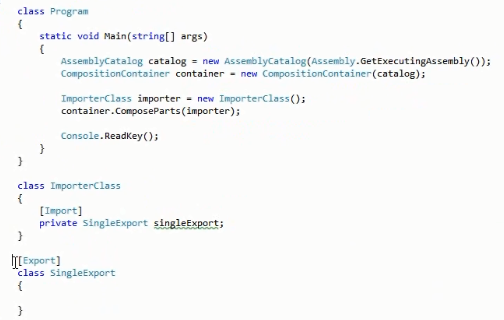 class Program
{
static void Main(string[] args)
{
AssemblyCatalog catalog = new AssemblyCatalog(Assembly.GetExecutingAssembly());
CompositionContainer container = new CompositionContainer(catalog);
ImporterClass importer = new ImporterClass();
container.ComposeParts(importer);
Console.ReadKey();
}
}
class ImporterClass
{
[Import]
private SingleExport singleExport;
}
[Export]
class SingleExport
{
}